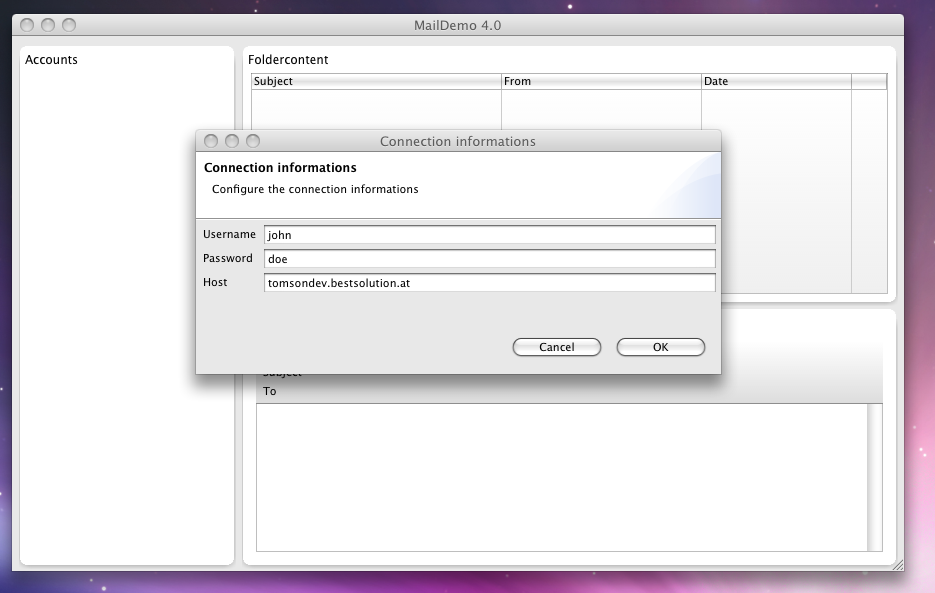 MailDemo 4.0
Accounts
Foldercontent
Subject From Date
Connection informations
Connection informations
Configure the connection informations
Username john
Password doe
Host tomsondev.bestsolution.at
Cancel OK
Subject
To